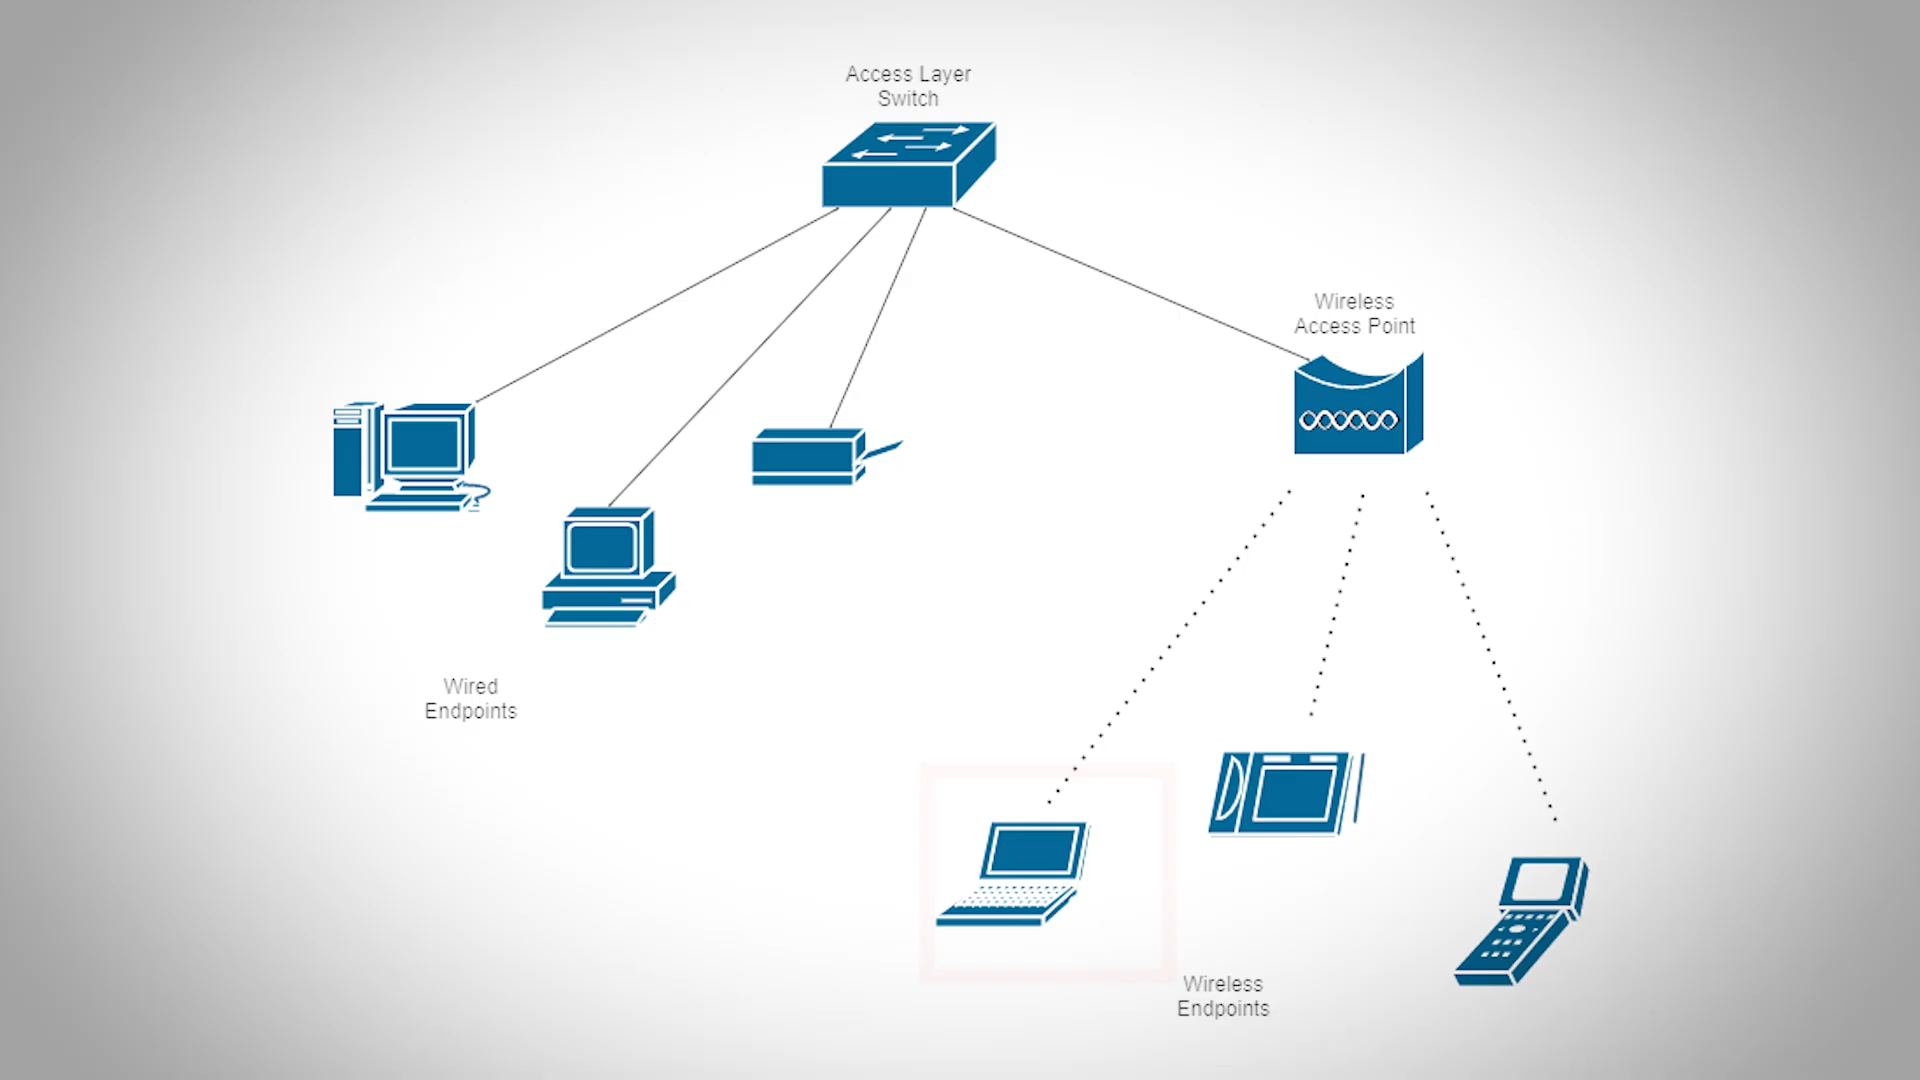 Access Layer
Switch
Wireless
Access Point
Wired
Endpoints
Wireless
Endpoints